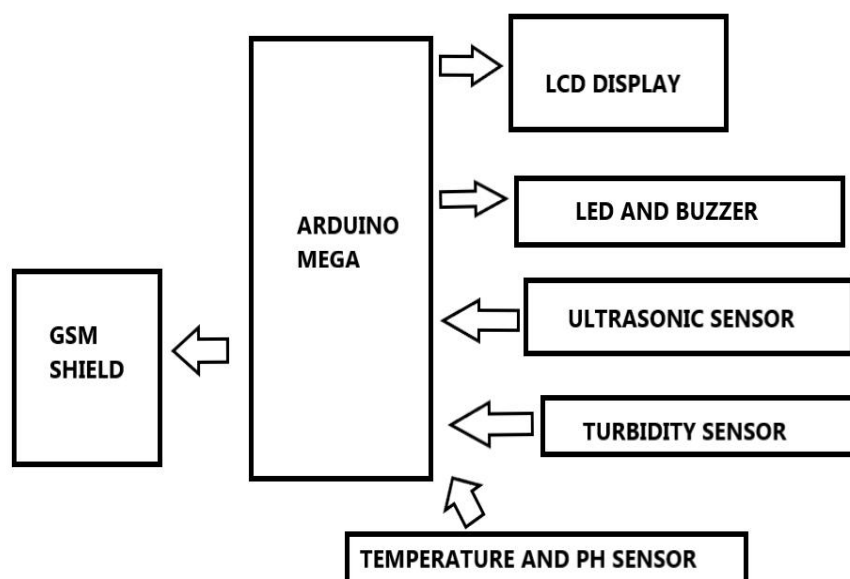 LCD DISPLAY
LED AND BUZZER
ARDUINO
MEGA
GSM
SHIELD
ULTRASONIC SENSOR
TURBIDITY SENSOR
TEMPERATURE AND PH SENSOR